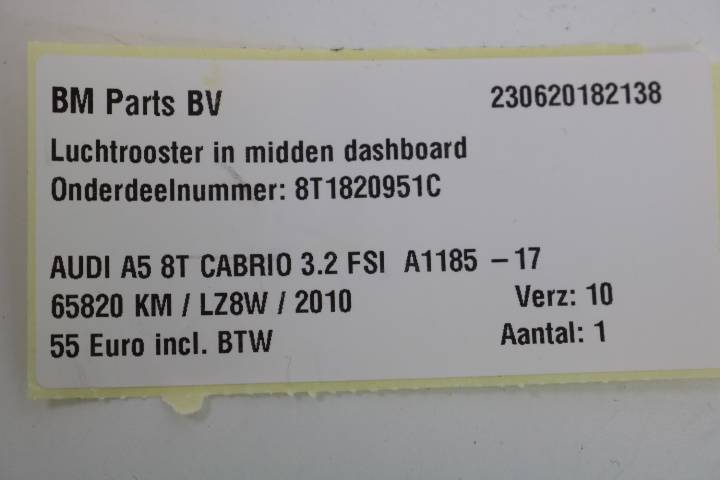 BM Parts BV 230620182138
Luchtrooster in midden dashboard
Onderdeelnummer: 8T1820951C
AUDI A5 8T CABRIO 3.2 FSI A1185 - 17
65820 KM / LZ8W / 2010 Verz: 10
55 Euro incl. BTW Aantal: 1